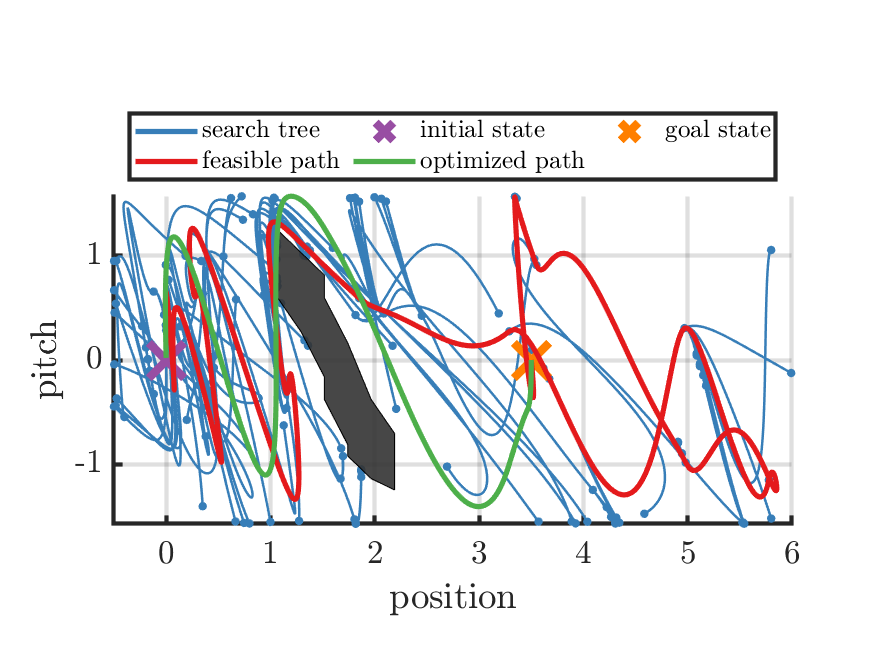 search tree initial state goal state
feasible path optimized path
1
0
-1
pitch
0 1 2 3 4 5 6
position